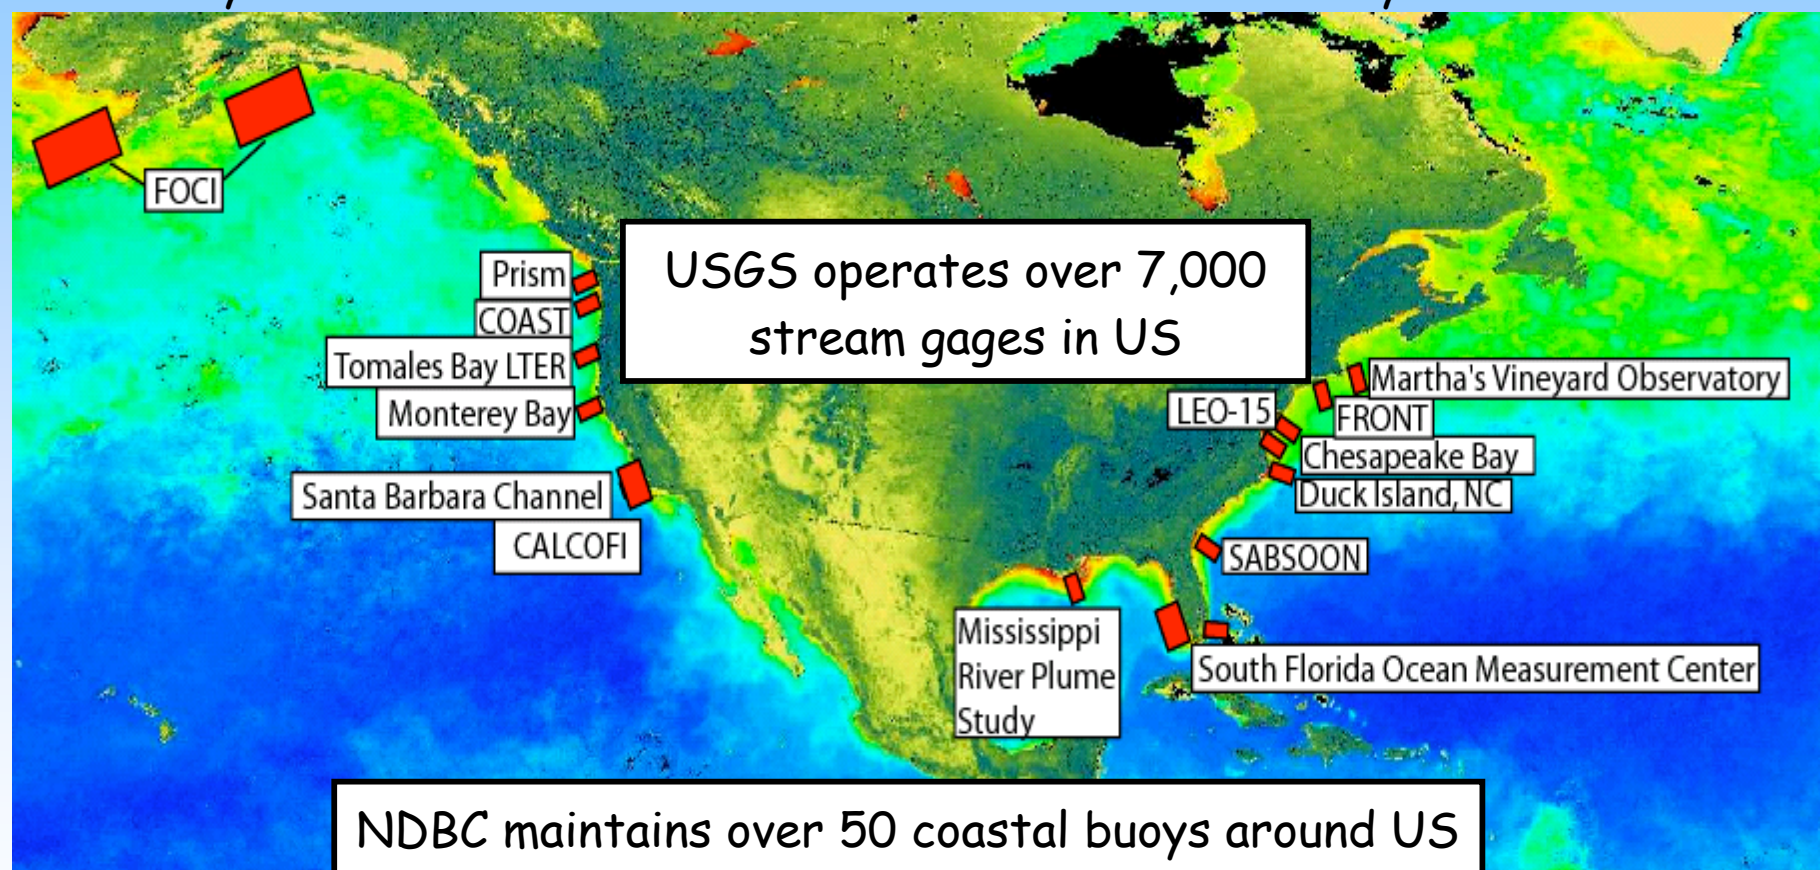 FOCI
USGS operates over 7,000
stream gages in US
Prism
COAST
Tomales Bay LTER
Monterey Bay
Santa Barbara Channel
CALCOFI
Martha's Vineyard Observatory
LEO-15
FRONT
Chesapeake Bay
Duck Island, NC
SABSOON
Mississippi
River Plume
Study
South Florida Ocean Measurement Center
NDBC maintains over 50 coastal buoys around US